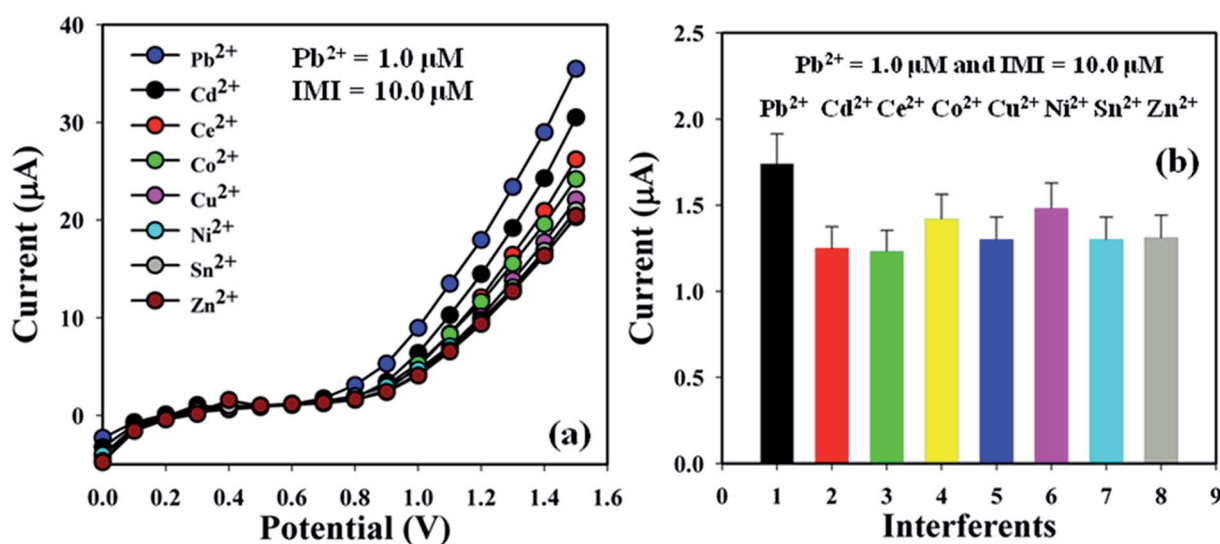 40
30
20
10
0
Current (μA)
Pb²⁺
Cd²⁺
Ce²⁺
Co²⁺
Cu²⁺
Ni²⁺
Sn²⁺
Zn²⁺
Pb²⁺ = 1.0 μM
IMI = 10.0 μM
(a)
0.0 0.2 0.4 0.6 0.8 1.0 1.2 1.4 1.6
Potential (V)
2.5
2.0
1.5
1.0
0.5
0.0
Current (μA)
Pb²⁺ = 1.0 μM and IMI = 10.0 μM
Pb²⁺ Cd²⁺ Ce²⁺ Co²⁺ Cu²⁺ Ni²⁺ Sn²⁺ Zn²⁺
(b)
0 1 2 3 4 5 6 7 8 9
Interferents